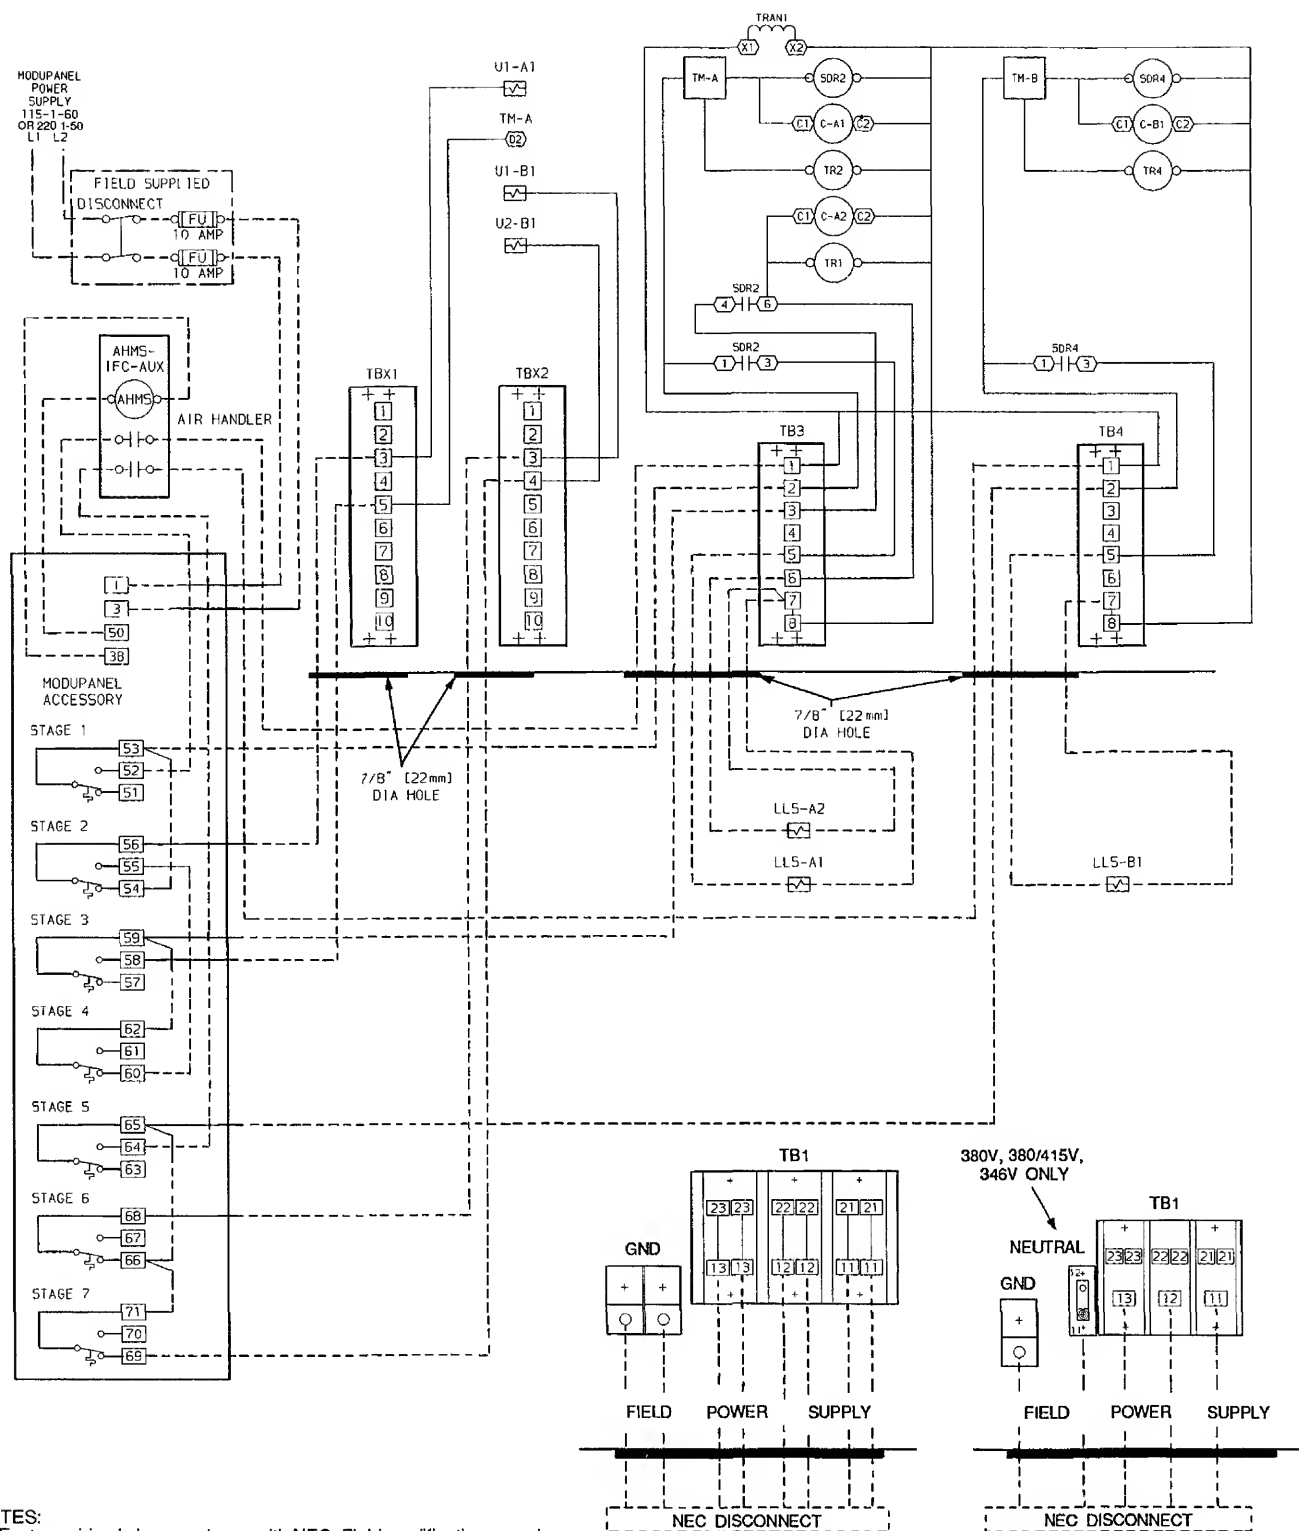 TRAN1
X1 X2
MODUPANEL
POWER
SUPPLY
115-1-60
OR 220 1-50
L1 L2
U1-A1
TM-A
D2
U1-B1
U2-B1
TM-A
SDR2
C1 C-A1 C2
TR2
C1 C-A2 C2
TR1
SDR2
4 6
SDR2
1 3
TM-B
SDR4
C1 C-B1 C2
TR4
SDR4
1 3
FIELD SUPPLIED
DISCONNECT
FU
10 AMP
FU
10 AMP
AHMS-
IFC-AUX
AHMS
AIR HANDLER
TBX1
1
2
3
4
5
6
7
8
9
10
TBX2
1
2
3
4
5
6
7
8
9
10
TB3
1
2
3
4
5
6
7
8
TB4
1
2
3
4
5
6
7
8
1
3
50
38
MODUPANEL
ACCESSORY
7/8" [22mm]
DIA HOLE
7/8" [22mm]
DIA HOLE
STAGE 1
53
52
51
STAGE 2
56
55
54
STAGE 3
59
58
57
STAGE 4
62
61
60
STAGE 5
65
64
63
STAGE 6
68
67
66
STAGE 7
71
70
69
LL5-A2
LL5-A1
LL5-B1
TB1
23 23 22 22 21 21
13 13 12 12 11 11
GND
FIELD POWER SUPPLY
NEC DISCONNECT
380V, 380/415V,
346V ONLY
NEUTRAL
TB1
GND
12
11
23 23 22 22 21 21
13 12 11
FIELD POWER SUPPLY
NEC DISCONNECT
TES: